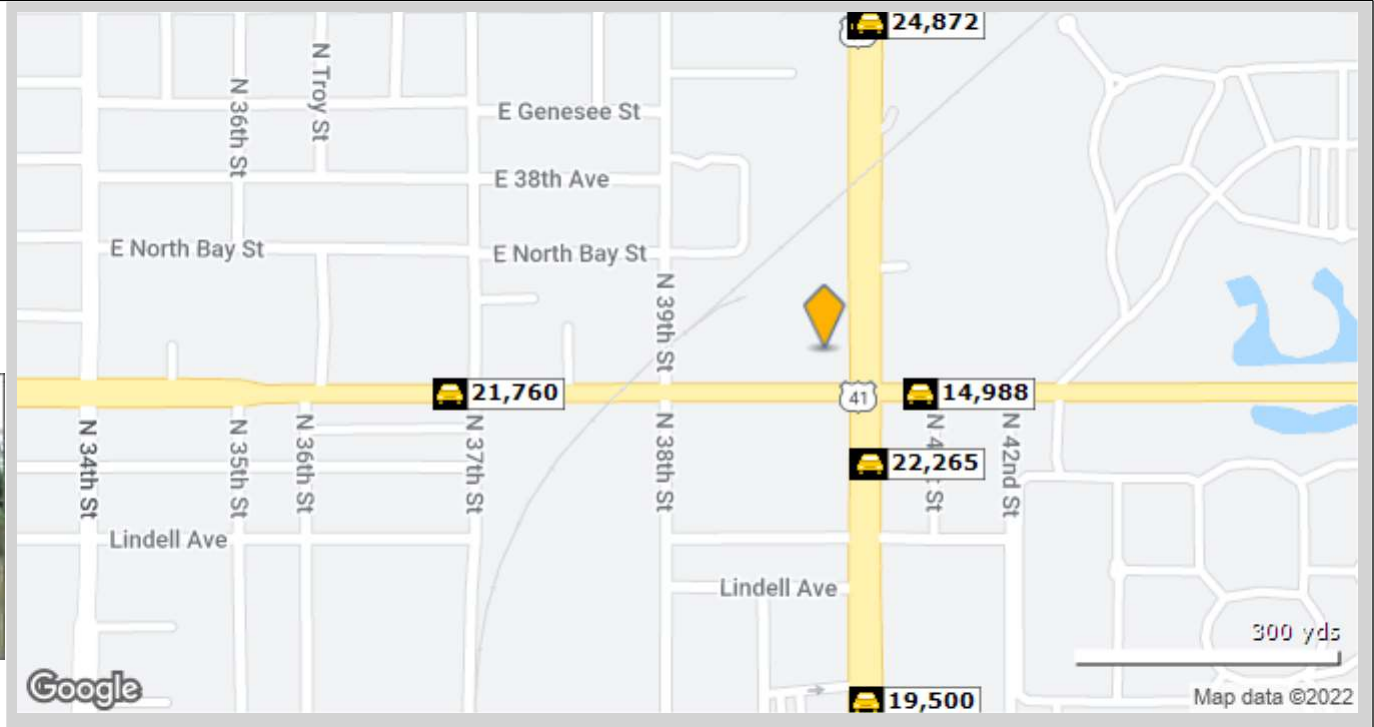 24,872
E Genesee St
N Troy St
N 36th St
E 38th Ave
E North Bay St
E North Bay St
N 39th St
21,760
41
14,988
N 34th St
N 35th St
N 36th St
N 37th St
N 38th St
22,265
N 42nd St
Lindell Ave
Lindell Ave
300 yds
Google
19,500
Map data ©2022